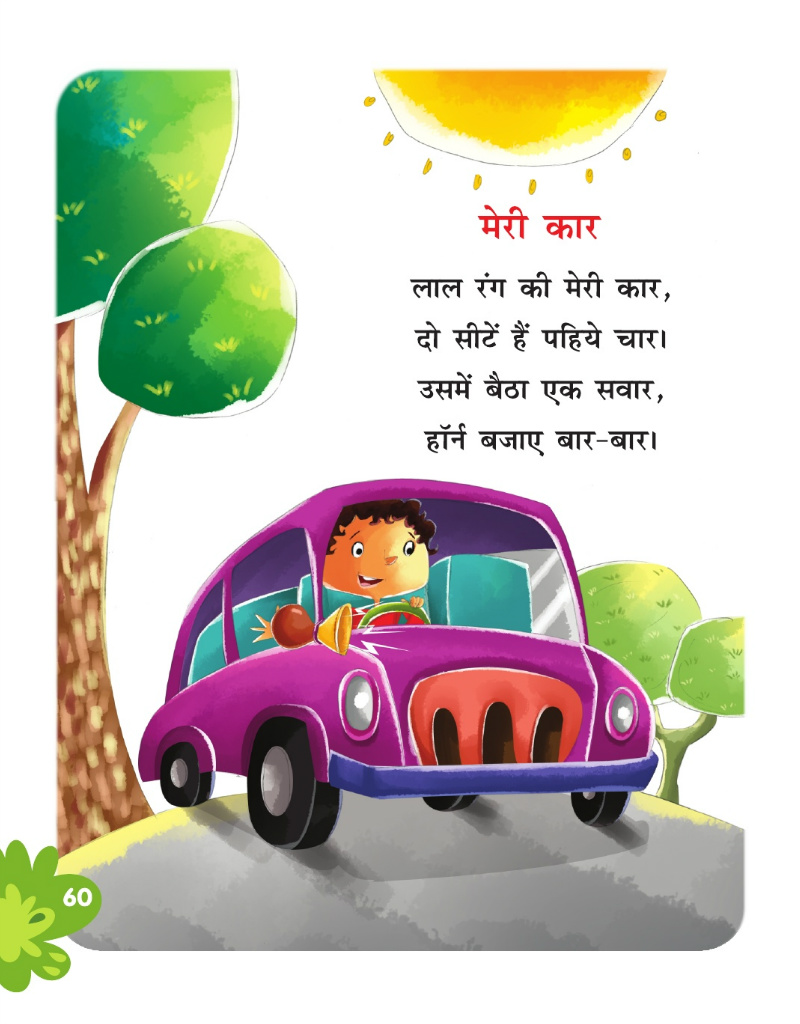 मेरी कार
लाल रंग की मेरी कार,
दो सीटें हैं पहिये चार।
उसमें बैठा एक सवार,
हॉर्न बजाए बार-बार।
60